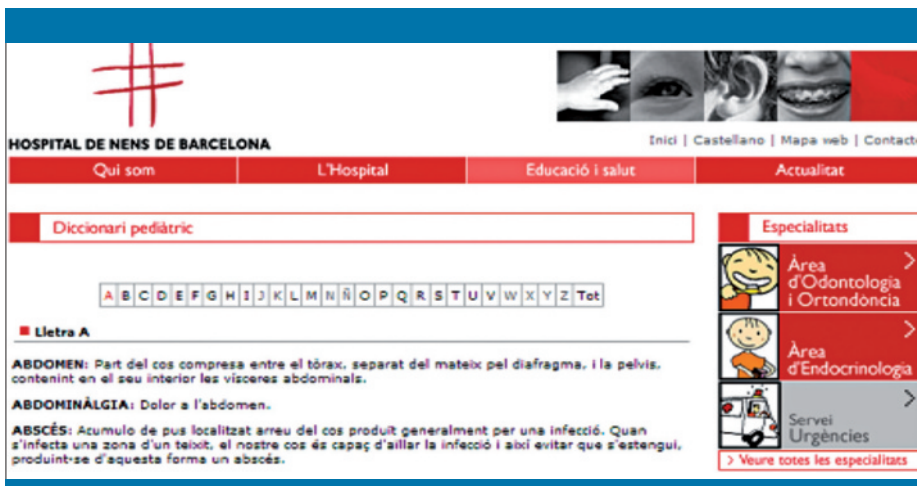 HOSPITAL DE NENS DE BARCELONA
Inici | Castellano | Mapa web | Contacte
Qui som
L'Hospital
Educació i salut
Actualitat
Diccionari pediàtric
A B C D E F G H I J K L M N Ñ O P Q R S T U V W X Y Z Tot
Lletra A
ABDOMEN: Part del cos compresa entre el tòrax, separat del mateix pel diafragma, i la pelvis,
contenint en el seu interior les vísceres abdominals.
ABDOMINÀLGIA: Dolor a l'abdomen.
ABSCÉS: Acumulo de pus localitzat arreu del cos produït generalment per una infecció. Quan
s'infecta una zona d'un teixit, el nostre cos és capaç d'aïllar la infecció i així evitar que s'estengui,
produint-se d'aquesta forma un abscés.
Especialitats
Àrea
d'Odontologia
i Ortondòncia
Àrea
d'Endocrinologia
Servei
Urgències
> Veure totes les especialitats